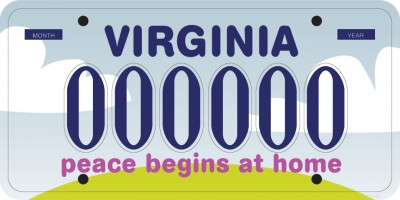 VIRGINIA
MONTH
YEAR
000000
peace begins at home